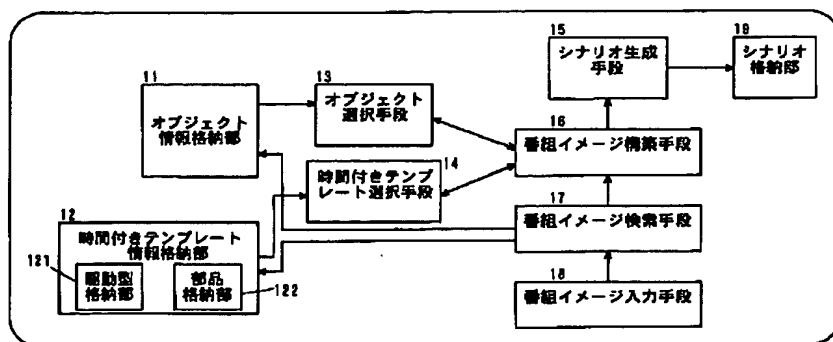 11
オブジェクト
情報格納部
13
オブジェクト
選択手段
15
シナリオ生成
手段
19
シナリオ
格納部
14
時間付きテンプ
レート選択手段
16
番組イメージ構築手段
12
時間付きテンプレート
情報格納部
121
駆動型
格納部
部品
格納部
122
17
番組イメージ検索手段
18
番組イメージ入力手段